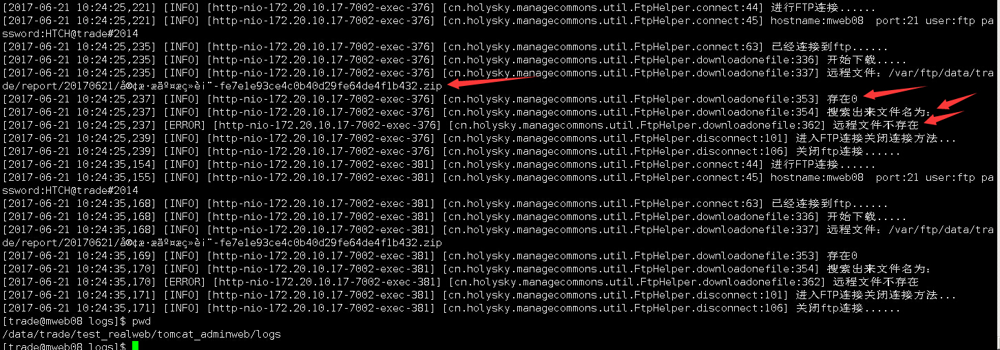 [2017-06-21 10:24:25,221] [INFO] [http-nio-172.20.10.17-7002-exec-376] [cn.holysky.managecommons.util.FtpHelper.connect:44] 进行FTP连接......
[2017-06-21 10:24:25,221] [INFO] [http-nio-172.20.10.17-7002-exec-376] [cn.holysky.managecommons.util.FtpHelper.connect:45] hostname:mweb08  port:21 user:ftp pa
ssword:HTCH@trade#2014
[2017-06-21 10:24:25,235] [INFO] [http-nio-172.20.10.17-7002-exec-376] [cn.holysky.managecommons.util.FtpHelper.connect:63] 已经连接到ftp......
[2017-06-21 10:24:25,235] [INFO] [http-nio-172.20.10.17-7002-exec-376] [cn.holysky.managecommons.util.FtpHelper.downloadonefile:336] 开始下载.....
[2017-06-21 10:24:25,235] [INFO] [http-nio-172.20.10.17-7002-exec-376] [cn.holysky.managecommons.util.FtpHelper.downloadonefile:337] 远程文件：/var/ftp/data/tra
de/report/20170621/å®¢æ·æäº¤æç»è¡¨-fe7e1e93ce4c0b40d29fe64de4f1b432.zip
[2017-06-21 10:24:25,237] [INFO] [http-nio-172.20.10.17-7002-exec-376] [cn.holysky.managecommons.util.FtpHelper.downloadonefile:353] 存在0
[2017-06-21 10:24:25,237] [INFO] [http-nio-172.20.10.17-7002-exec-376] [cn.holysky.managecommons.util.FtpHelper.downloadonefile:354] 搜索出来文件名为：
[2017-06-21 10:24:25,237] [ERROR] [http-nio-172.20.10.17-7002-exec-376] [cn.holysky.managecommons.util.FtpHelper.downloadonefile:362] 远程文件不存在
[2017-06-21 10:24:25,239] [INFO] [http-nio-172.20.10.17-7002-exec-376] [cn.holysky.managecommons.util.FtpHelper.disconnect:101] 进入FTP连接关闭连接方法...
[2017-06-21 10:24:25,239] [INFO] [http-nio-172.20.10.17-7002-exec-376] [cn.holysky.managecommons.util.FtpHelper.disconnect:106] 关闭ftp连接......
[2017-06-21 10:24:35,154] [INFO] [http-nio-172.20.10.17-7002-exec-381] [cn.holysky.managecommons.util.FtpHelper.connect:44] 进行FTP连接......
[2017-06-21 10:24:35,155] [INFO] [http-nio-172.20.10.17-7002-exec-381] [cn.holysky.managecommons.util.FtpHelper.connect:45] hostname:mweb08  port:21 user:ftp pa
ssword:HTCH@trade#2014
[2017-06-21 10:24:35,168] [INFO] [http-nio-172.20.10.17-7002-exec-381] [cn.holysky.managecommons.util.FtpHelper.connect:63] 已经连接到ftp......
[2017-06-21 10:24:35,168] [INFO] [http-nio-172.20.10.17-7002-exec-381] [cn.holysky.managecommons.util.FtpHelper.downloadonefile:336] 开始下载.....
[2017-06-21 10:24:35,168] [INFO] [http-nio-172.20.10.17-7002-exec-381] [cn.holysky.managecommons.util.FtpHelper.downloadonefile:337] 远程文件：/var/ftp/data/tra
de/report/20170621/å®¢æ·æäº¤æç»è¡¨-fe7e1e93ce4c0b40d29fe64de4f1b432.zip
[2017-06-21 10:24:35,169] [INFO] [http-nio-172.20.10.17-7002-exec-381] [cn.holysky.managecommons.util.FtpHelper.downloadonefile:353] 存在0
[2017-06-21 10:24:35,170] [INFO] [http-nio-172.20.10.17-7002-exec-381] [cn.holysky.managecommons.util.FtpHelper.downloadonefile:354] 搜索出来文件名为：
[2017-06-21 10:24:35,170] [ERROR] [http-nio-172.20.10.17-7002-exec-381] [cn.holysky.managecommons.util.FtpHelper.downloadonefile:362] 远程文件不存在
[2017-06-21 10:24:35,171] [INFO] [http-nio-172.20.10.17-7002-exec-381] [cn.holysky.managecommons.util.FtpHelper.disconnect:101] 进入FTP连接关闭连接方法...
[2017-06-21 10:24:35,171] [INFO] [http-nio-172.20.10.17-7002-exec-381] [cn.holysky.managecommons.util.FtpHelper.disconnect:106] 关闭ftp连接......
[trade@mweb08 logs]$ pwd
/data/trade/test_realweb/tomcat_adminweb/logs
[trade@mweb08 logs]$